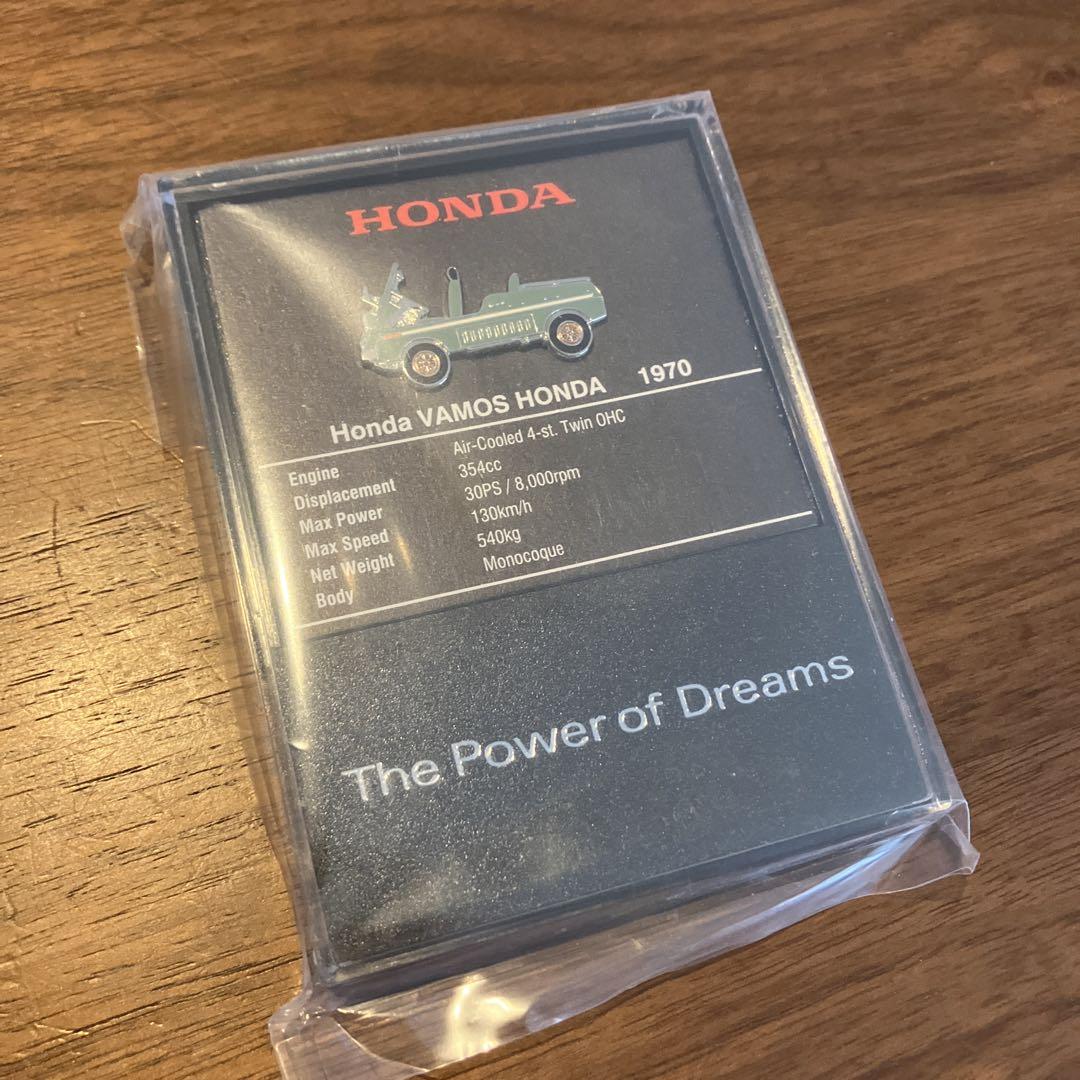 HONDA
Honda VAMOS HONDA 1970
Engine Air-Cooled 4-st. Twin OHC
Displacement 354cc
Max Power 30PS / 8,000rpm
Max Speed 130km/h
Net Weight 540kg
Body Monocoque
The Power of Dreams